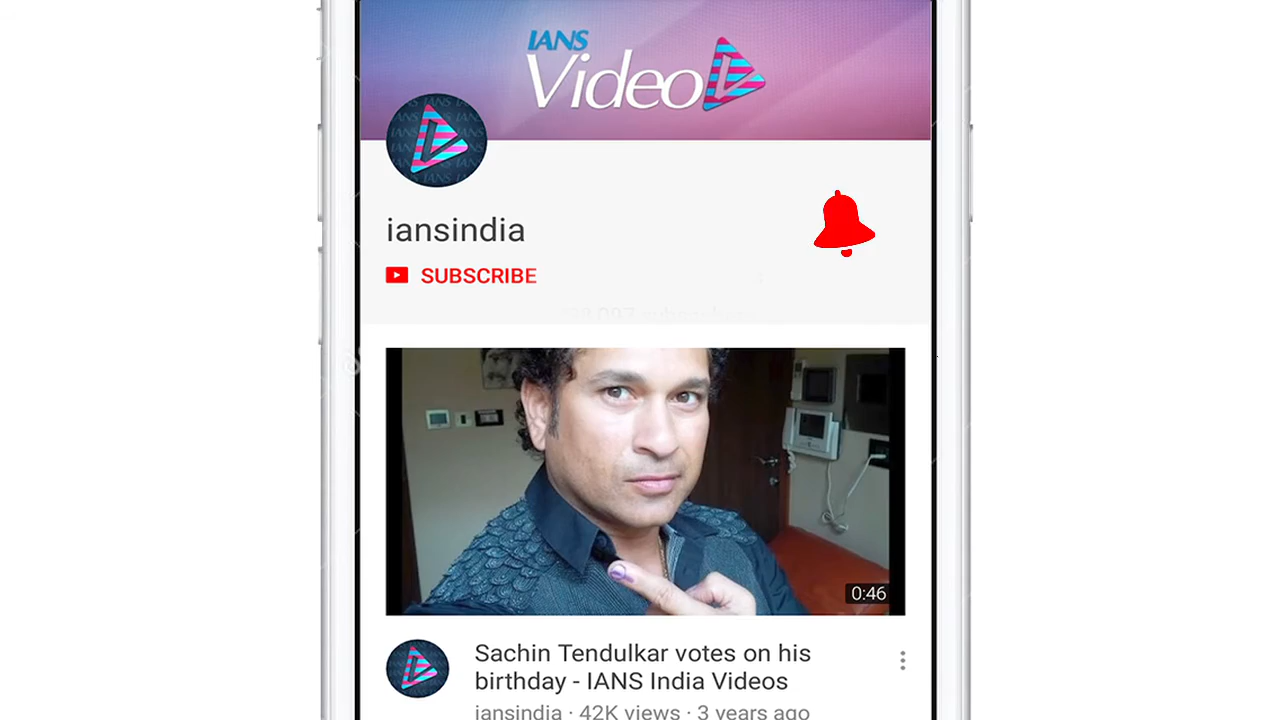 IANS
Video
iansindia
SUBSCRIBE
0:46
Sachin Tendulkar votes on his
birthday - IANS India Videos
iansindia · 42K views · 3 years ago